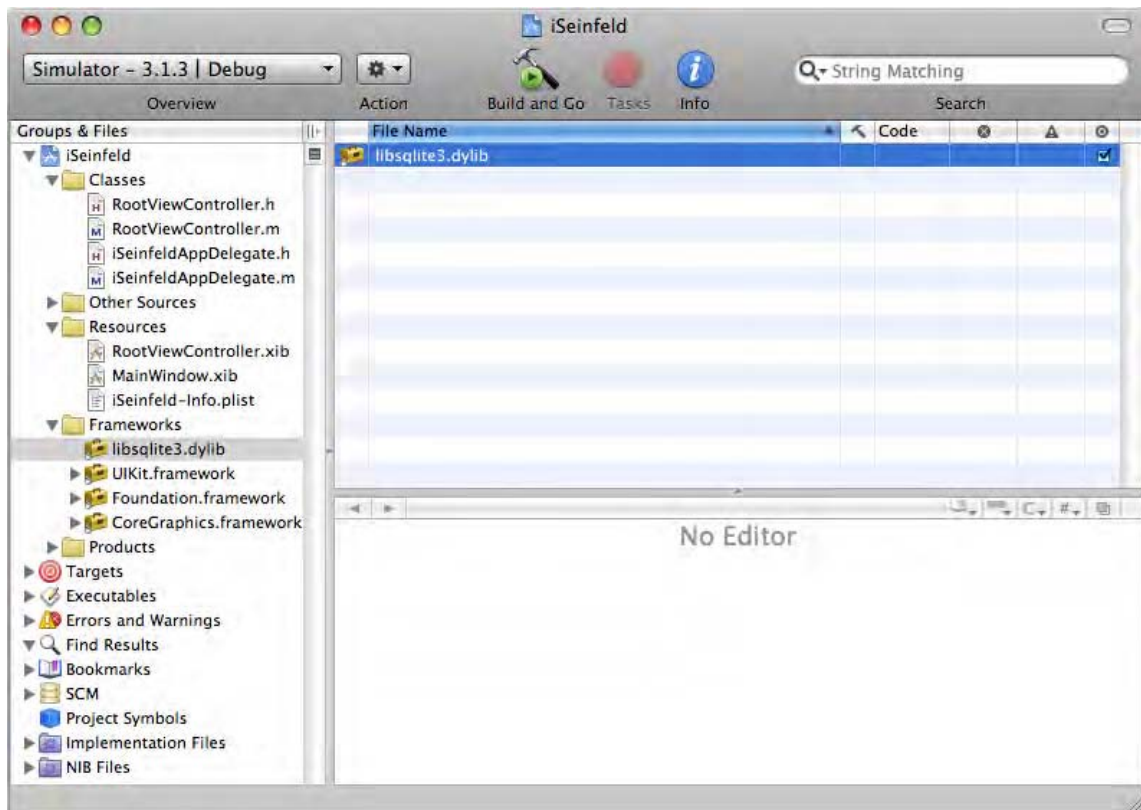 iSeinfeld
Simulator - 3.1.3 | Debug
String Matching
Overview
Action
Build and Go
Tasks
Info
Search
Groups & Files
iSeinfeld
Classes
RootViewController.h
RootViewController.m
iSeinfeldAppDelegate.h
iSeinfeldAppDelegate.m
Other Sources
Resources
RootViewController.xib
MainWindow.xib
iSeinfeld-Info.plist
Frameworks
libsqlite3.dylib
UIKit.framework
Foundation.framework
CoreGraphics.framework
Products
Targets
Executables
Errors and Warnings
Find Results
Bookmarks
SCM
Project Symbols
Implementation Files
NIB Files
File Name
Code
libsqlite3.dylib
C
#
No Editor